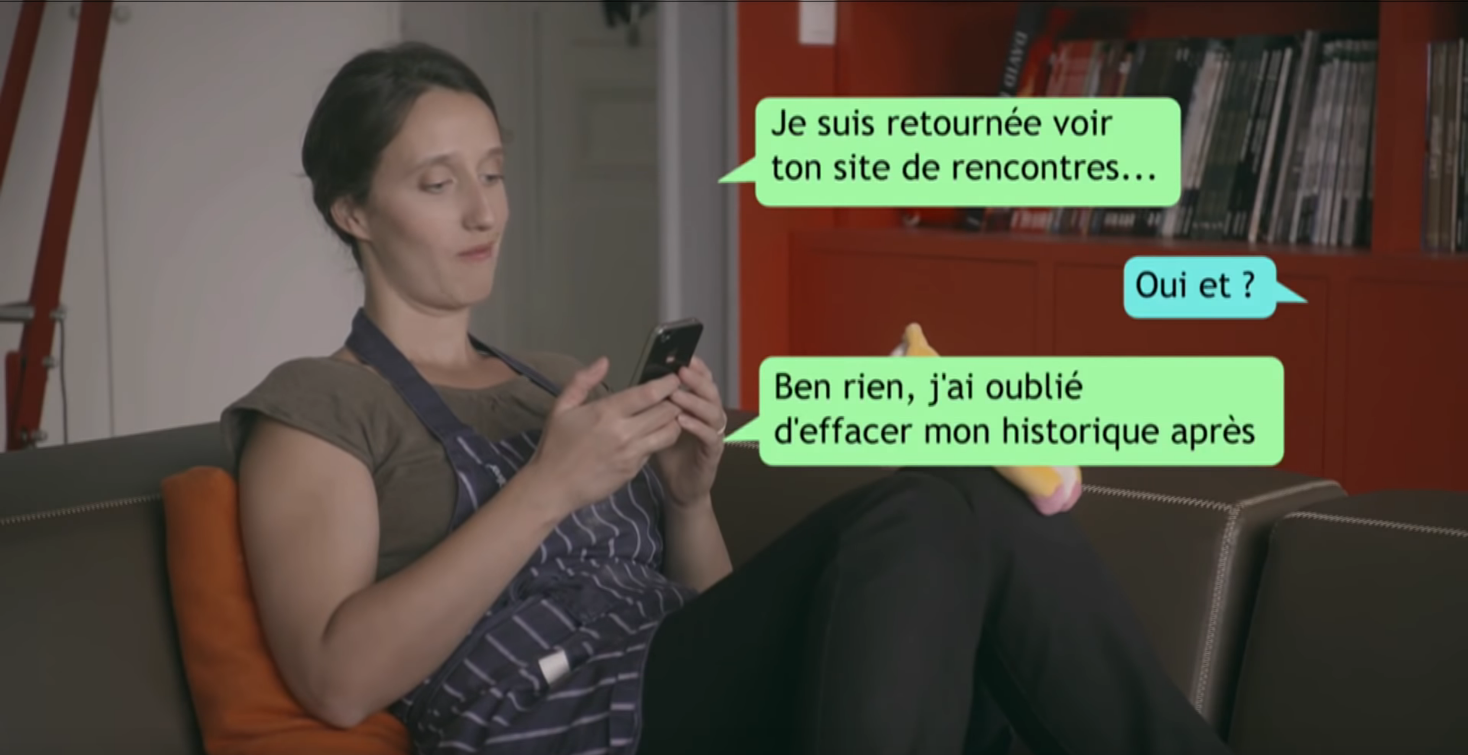 Je suis retournée voir
ton site de rencontres...
Oui et ?
Ben rien, j'ai oublié
d'effacer mon historique après